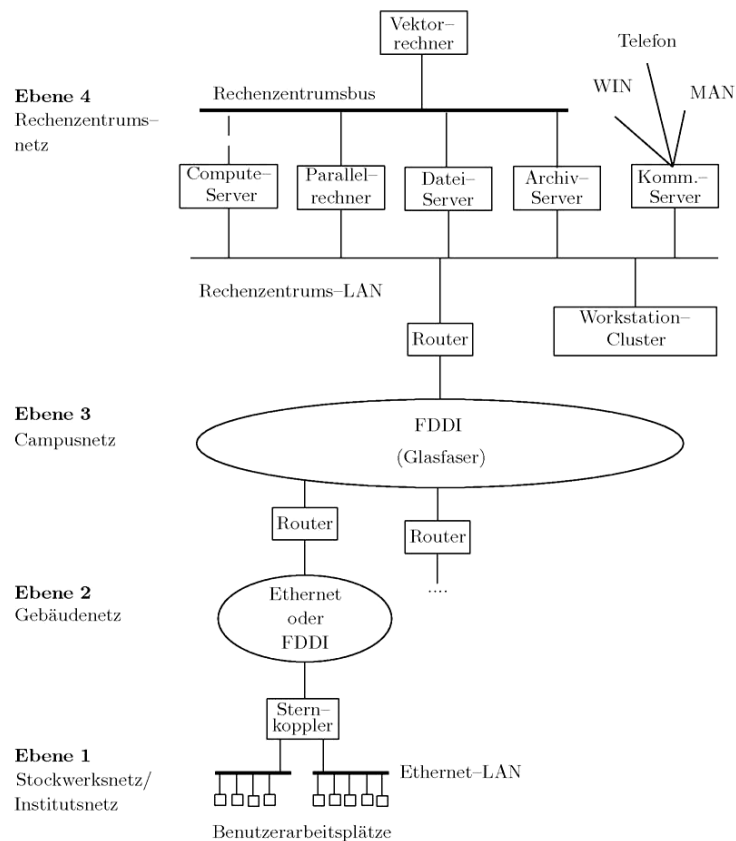 Vektor–
rechner
Telefon
WIN
MAN
Ebene 4
Rechenzentrums–
netz
Rechenzentrumsbus
Compute–
Server
Parallel–
rechner
Datei–
Server
Archiv–
Server
Komm.–
Server
Rechenzentrums–LAN
Router
Workstation–
Cluster
Ebene 3
Campusnetz
FDDI
(Glasfaser)
Router
Router
....
Ebene 2
Gebäudenetz
Ethernet
oder
FDDI
Stern–
koppler
Ebene 1
Stockwerksnetz/
Institutsnetz
Ethernet–LAN
Benutzerarbeitsplätze